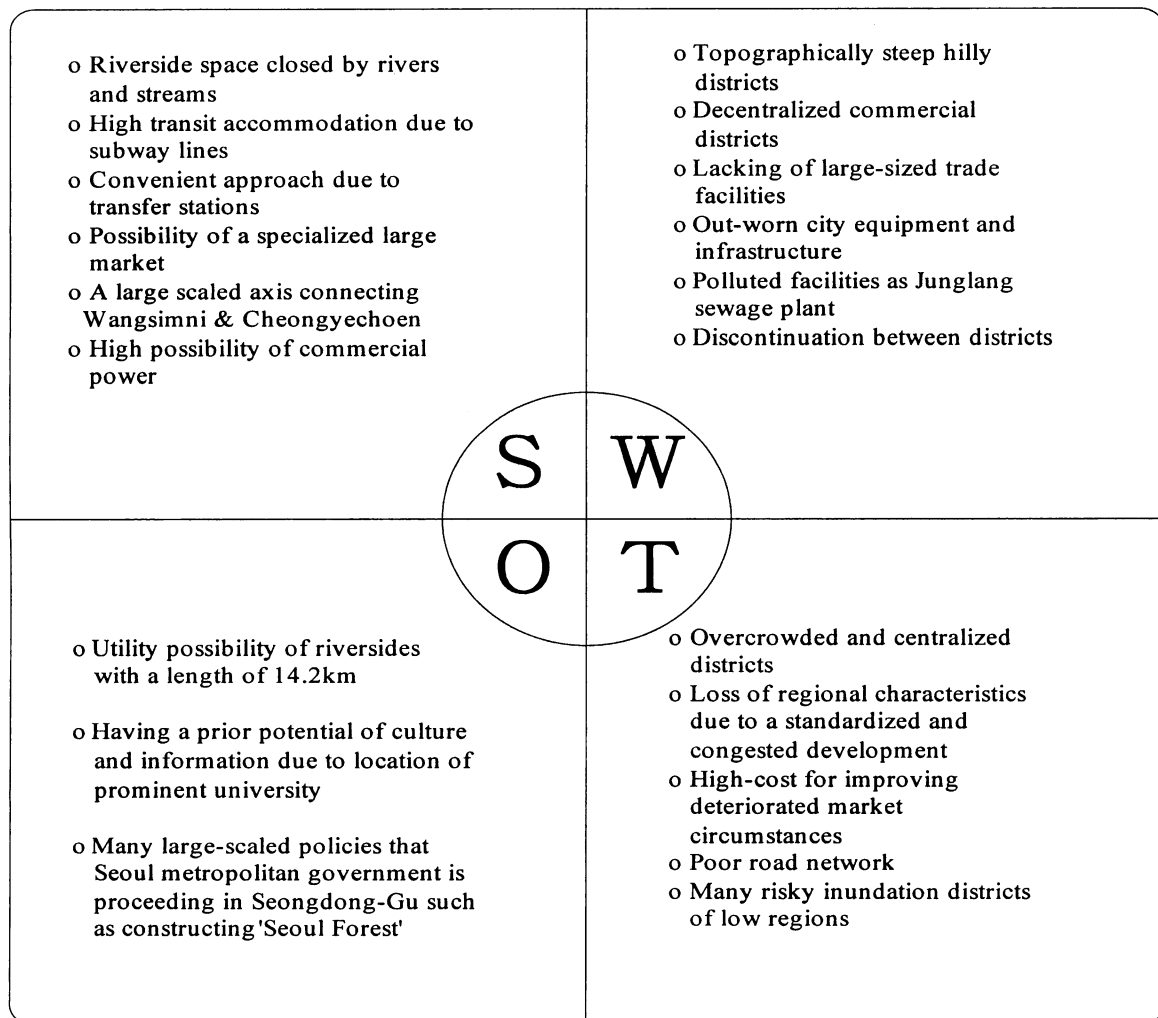 o Riverside space closed by rivers
and streams
o High transit accommodation due to
subway lines
o Convenient approach due to
transfer stations
o Possibility of a specialized large
market
o A large scaled axis connecting
Wangsimni & Cheongyechoen
o High possibility of commercial
power
o Topographically steep hilly
districts
o Decentralized commercial
districts
o Lacking of large-sized trade
facilities
o Out-worn city equipment and
infrastructure
o Polluted facilities as Junglang
sewage plant
o Discontinuation between districts
S W
O T
o Utility possibility of riversides
with a length of 14.2km
o Having a prior potential of culture
and information due to location of
prominent university
o Many large-scaled policies that
Seoul metropolitan government is
proceeding in Seongdong-Gu such
as constructing 'Seoul Forest'
o Overcrowded and centralized
districts
o Loss of regional characteristics
due to a standardized and
congested development
o High-cost for improving
deteriorated market
circumstances
o Poor road network
o Many risky inundation districts
of low regions